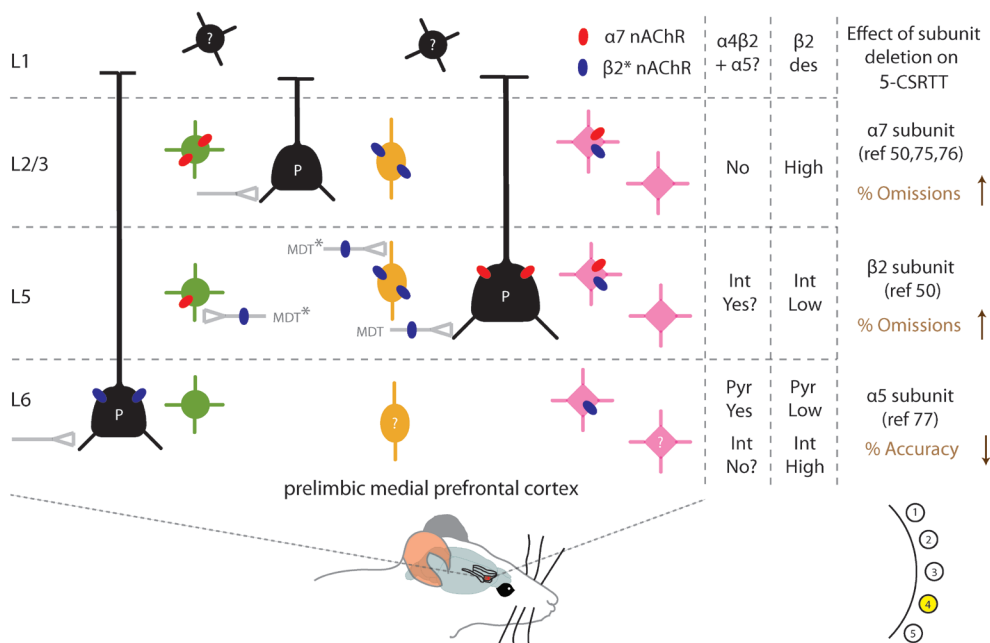 α7 nAChR
β2* nAChR
α4β2
+ α5?
β2
des
Effect of subunit
deletion on
5-CSRTT
L1
?
?
L2/3
P
No
High
α7 subunit
(ref 50,75,76)
% Omissions
L5
MDT*
MDT*
MDT
P
Int
Yes?
Int
Low
β2 subunit
(ref 50)
% Omissions
L6
P
?
?
Pyr
Yes
Int
No?
Pyr
Low
Int
High
α5 subunit
(ref 77)
% Accuracy
prelimbic medial prefrontal cortex
1
2
3
4
5